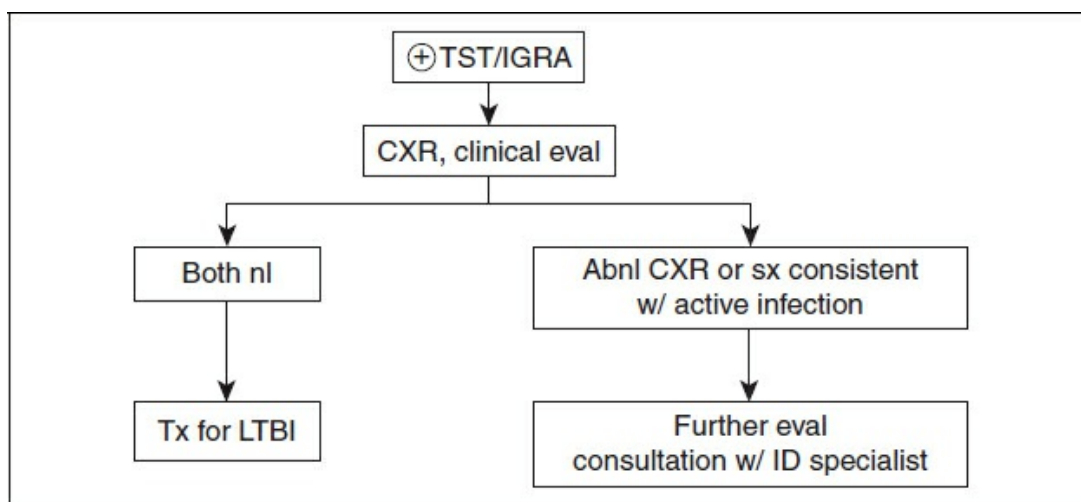 ⊕TST/IGRA
CXR, clinical eval
Both nl
Abnl CXR or sx consistent
w/ active infection
Tx for LTBI
Further eval
consultation w/ ID specialist